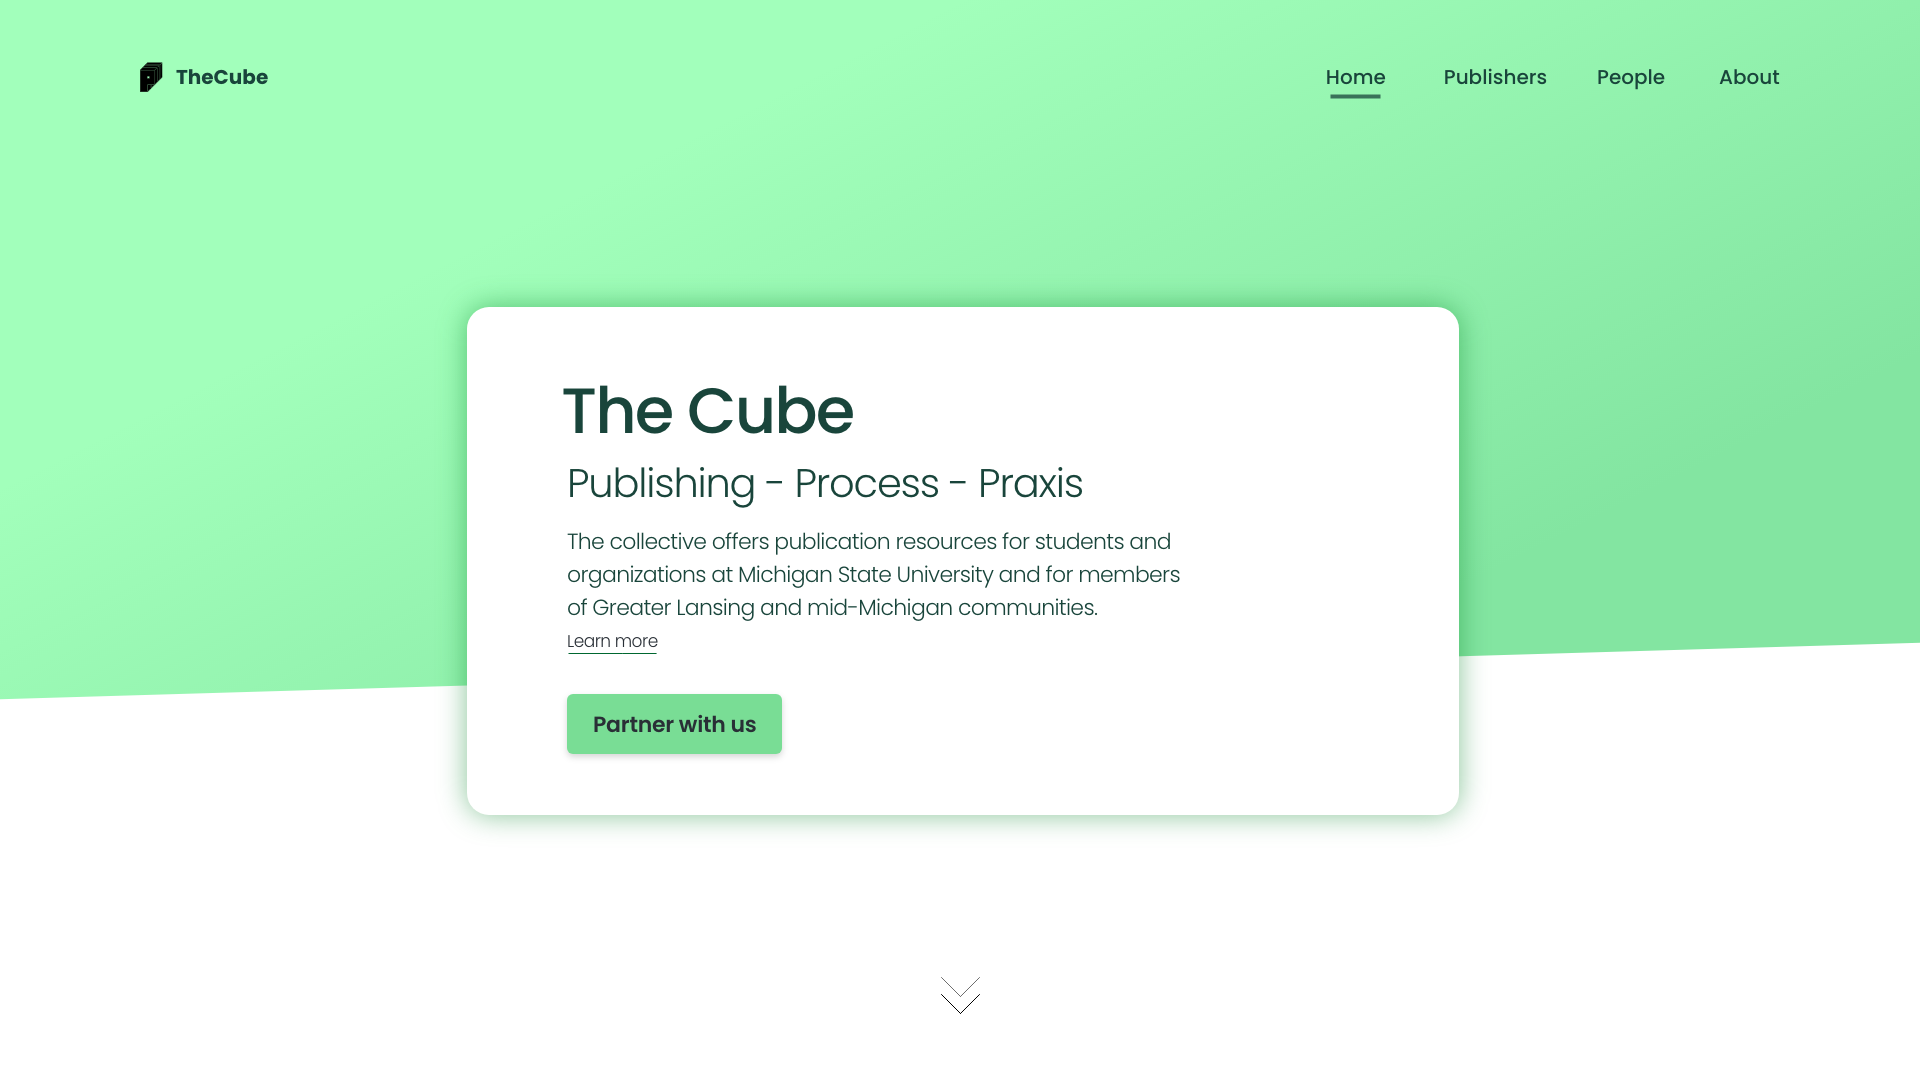 TheCube
Home Publishers People About
The Cube
Publishing - Process - Praxis
The collective offers publication resources for students and
organizations at Michigan State University and for members
of Greater Lansing and mid-Michigan communities.
Learn more
Partner with us